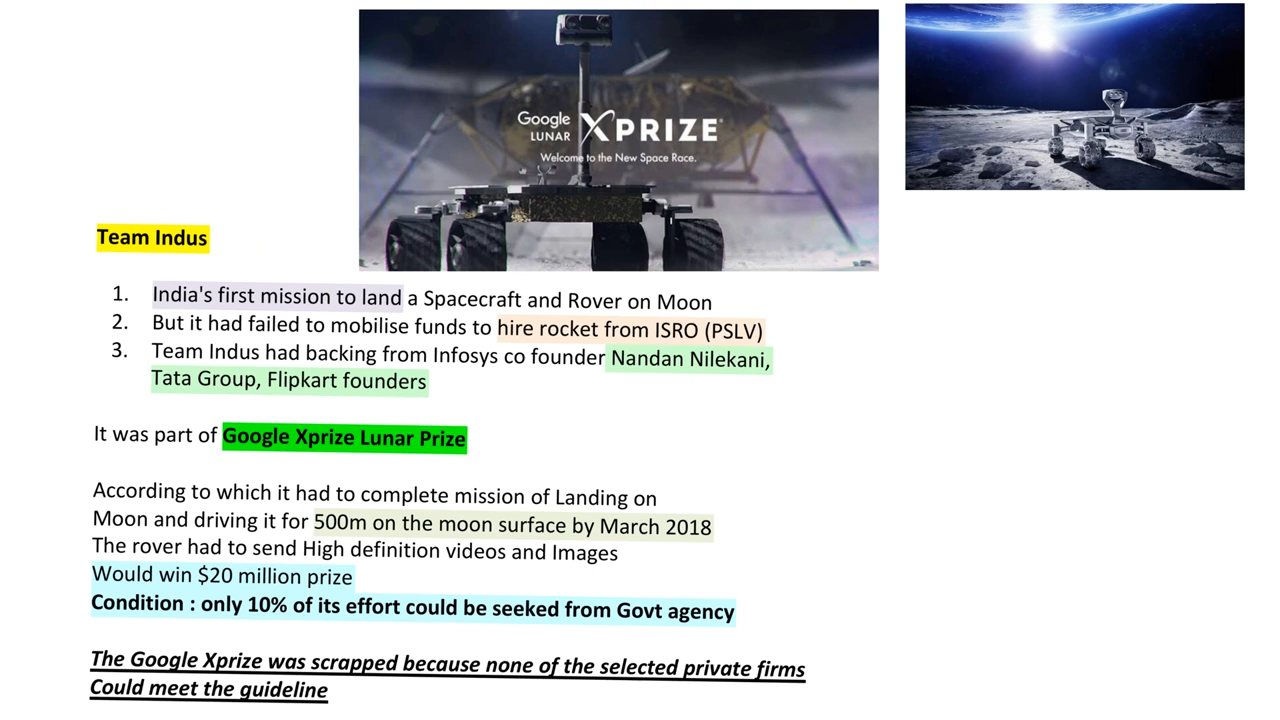 Google
LUNAR XPRIZE
Welcome to the New Space Race.
Team Indus
1. India's first mission to land a Spacecraft and Rover on Moon
2. But it had failed to mobilise funds to hire rocket from ISRO (PSLV)
3. Team Indus had backing from Infosys co founder Nandan Nilekani,
Tata Group, Flipkart founders
It was part of Google Xprize Lunar Prize
According to which it had to complete mission of Landing on
Moon and driving it for 500m on the moon surface by March 2018
The rover had to send High definition videos and Images
Would win $20 million prize
Condition : only 10% of its effort could be seeked from Govt agency
The Google Xprize was scrapped because none of the selected private firms
Could meet the guideline